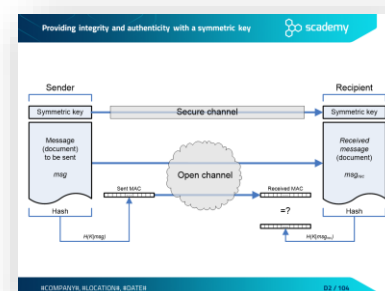 Providing integrity and authenticity with a symmetric key
scademy
Sender
Recipient
Symmetric key
Secure channel
Symmetric key
Message
(document)
to be sent
msg
Received
message
(document)
msg_rec
Open channel
Sent MAC
Received MAC
=?
Hash
Hash
H(K|msg)
H(K|msg_rec)
#COMPANY#, #LOCATION#, #DATE#
D2 / 104